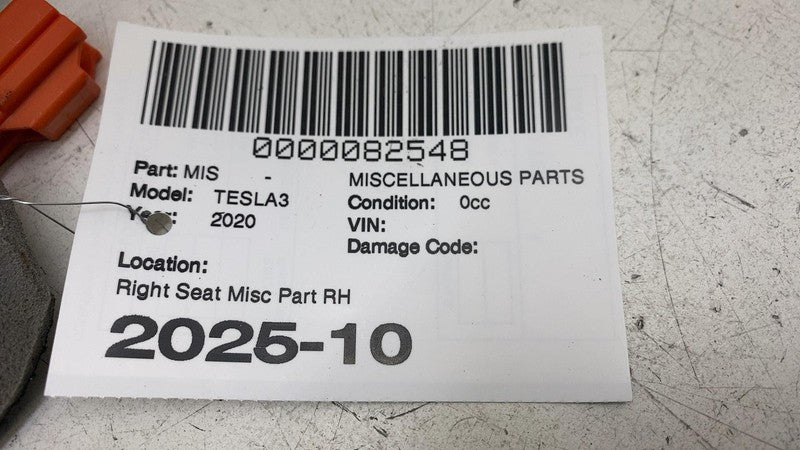 0000082548
Part: MIS - MISCELLANEOUS PARTS
Model: TESLA3 Condition: 0cc
Year: 2020 VIN:
Damage Code:
Location:
Right Seat Misc Part RH
2025-10